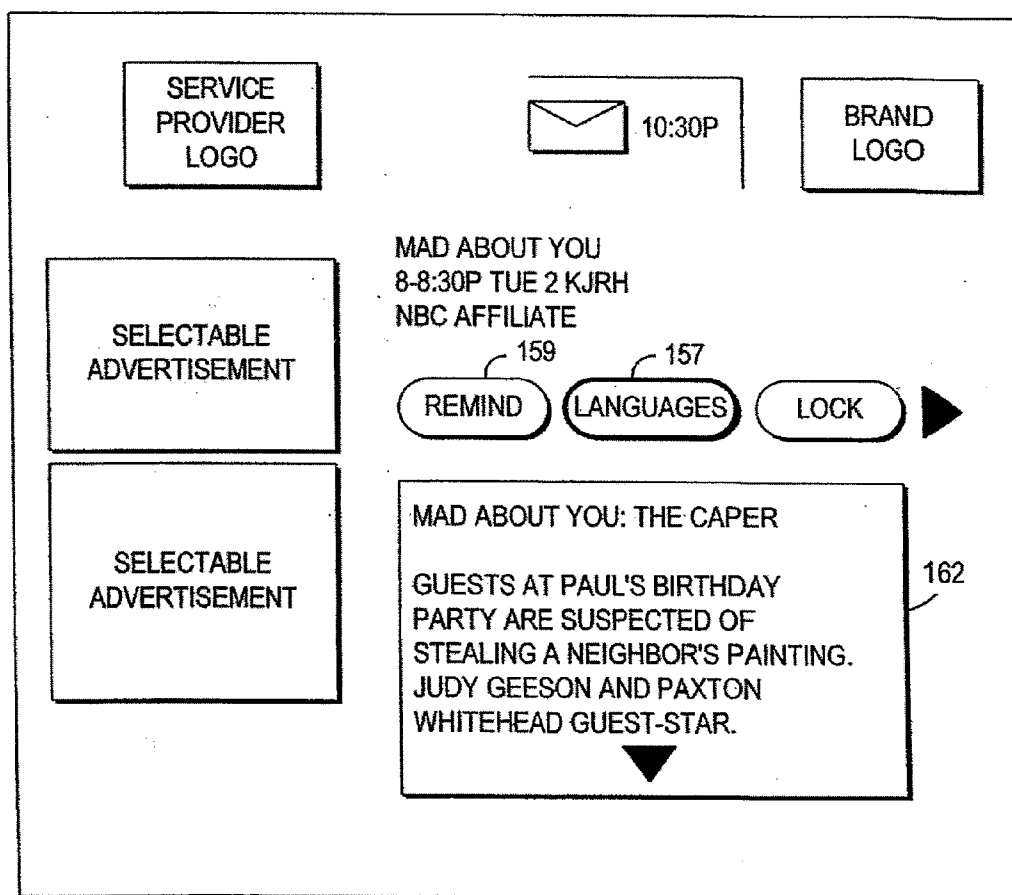 SERVICE
PROVIDER
LOGO
10:30P
BRAND
LOGO
MAD ABOUT YOU
8-8:30P TUE 2 KJRH
NBC AFFILIATE
SELECTABLE
ADVERTISEMENT
159
157
REMIND
LANGUAGES
LOCK
SELECTABLE
ADVERTISEMENT
MAD ABOUT YOU: THE CAPER
GUESTS AT PAUL'S BIRTHDAY
PARTY ARE SUSPECTED OF
STEALING A NEIGHBOR'S PAINTING.
JUDY GEESON AND PAXTON
WHITEHEAD GUEST-STAR.
162